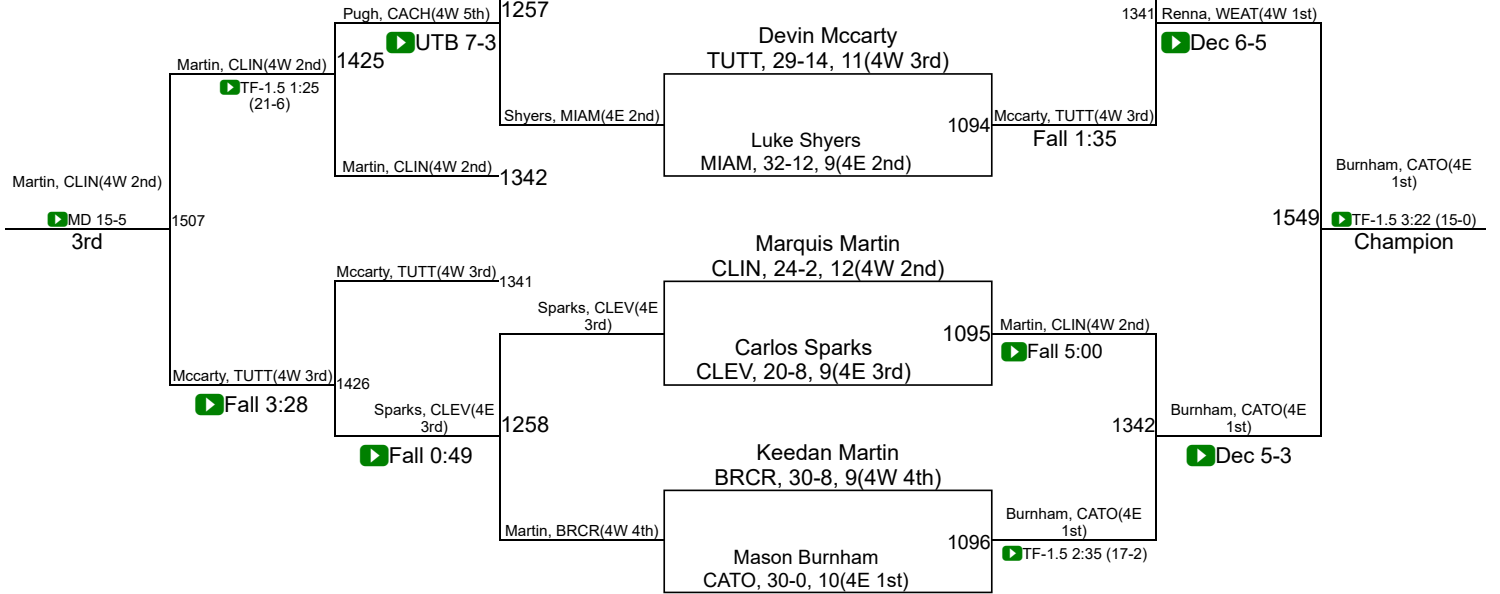 Pugh, CACH(4W 5th)
1257
UTB 7-3
1425
Martin, CLIN(4W 2nd)
TF-1.5 1:25
(21-6)
Shyers, MIAM(4E 2nd)
Martin, CLIN(4W 2nd)
1342
Martin, CLIN(4W 2nd)
MD 15-5
3rd
1507
Mccarty, TUTT(4W 3rd)
1341
Sparks, CLEV(4E
3rd)
Mccarty, TUTT(4W 3rd)
1426
Fall 3:28
Sparks, CLEV(4E
3rd)
1258
Fall 0:49
Martin, BRCR(4W 4th)
Devin Mccarty
TUTT, 29-14, 11(4W 3rd)
Luke Shyers
MIAM, 32-12, 9(4E 2nd)
1094
Marquis Martin
CLIN, 24-2, 12(4W 2nd)
Carlos Sparks
CLEV, 20-8, 9(4E 3rd)
1095
Keedan Martin
BRCR, 30-8, 9(4W 4th)
Mason Burnham
CATO, 30-0, 10(4E 1st)
1096
1341
Renna, WEAT(4W 1st)
Dec 6-5
Mccarty, TUTT(4W 3rd)
Fall 1:35
Martin, CLIN(4W 2nd)
Fall 5:00
1342
Burnham, CATO(4E
1st)
Dec 5-3
Burnham, CATO(4E
1st)
TF-1.5 2:35 (17-2)
Burnham, CATO(4E
1st)
1549
TF-1.5 3:22 (15-0)
Champion